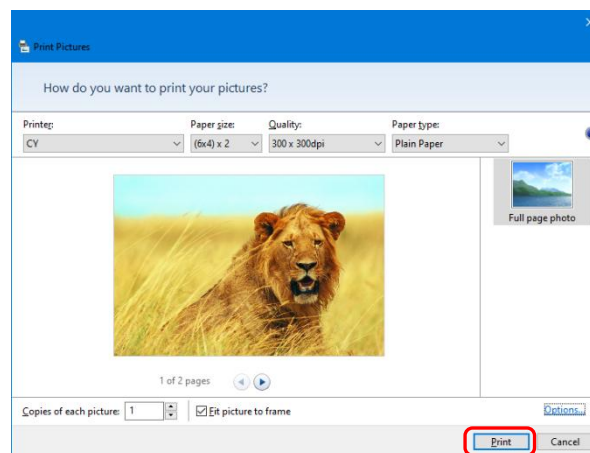 Print Pictures
How do you want to print your pictures?
Printer: Paper size: Quality: Paper type:
CY (6x4) x 2 300 x 300dpi Plain Paper
Full page photo
1 of 2 pages
Copies of each picture: 1 Fit picture to frame Options...
Print Cancel